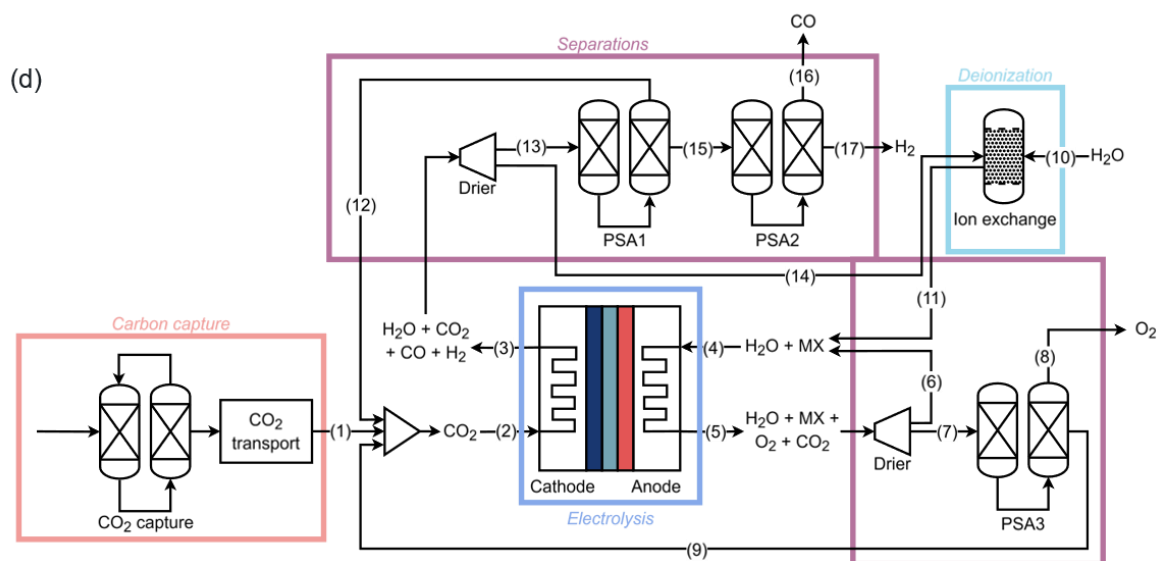 (d)
CO
Separations
(16)
Deionization
(13)
(15)
(17)
H₂
(10)
H₂O
Drier
(12)
PSA1
PSA2
Ion exchange
(14)
(11)
Carbon capture
H₂O + CO₂
+ CO + H₂
(3)
(4)
H₂O + MX
(8)
O₂
(6)
CO₂
transport
(1)
CO₂
(2)
(5)
H₂O + MX +
O₂ + CO₂
(7)
Drier
Cathode
Anode
CO₂ capture
PSA3
Electrolysis
(9)